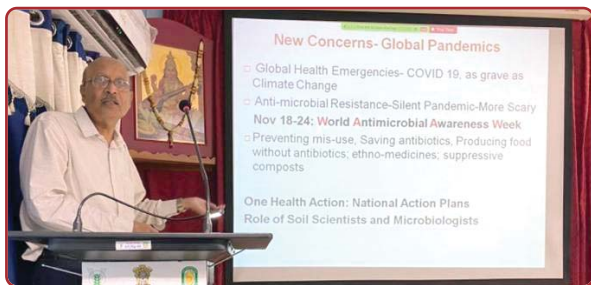 New Concerns- Global Pandemics
Global Health Emergencies- COVID 19, as grave as
Climate Change
Anti-microbial Resistance-Silent Pandemic-More Scary
Nov 18-24: World Antimicrobial Awareness Week
Preventing mis-use, Saving antibiotics, Producing food
without antibiotics; ethno-medicines; suppressive
composts
One Health Action: National Action Plans
Role of Soil Scientists and Microbiologists